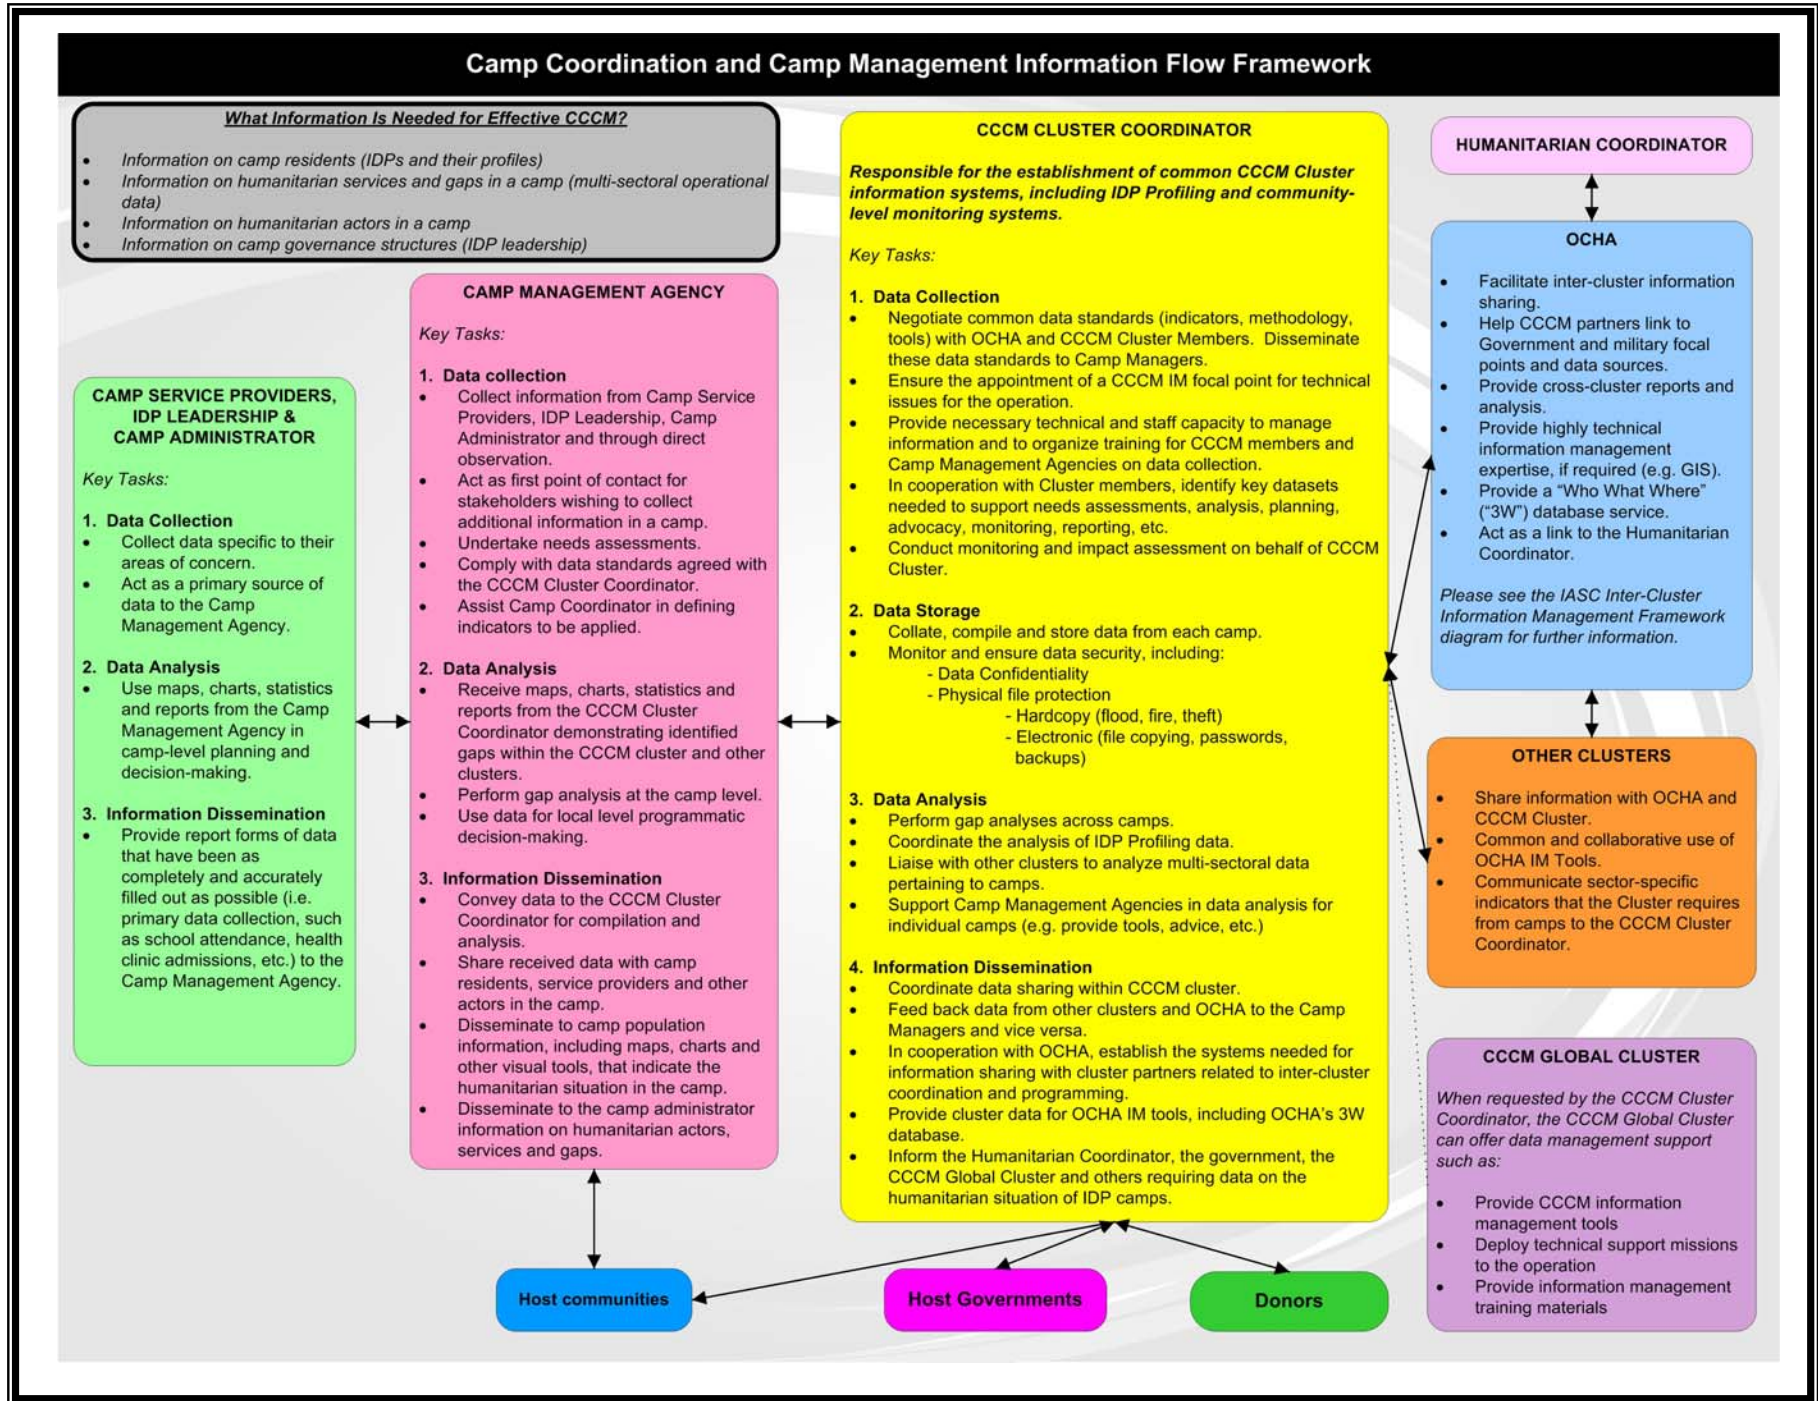 Camp Coordination and Camp Management Information Flow Framework
What Information Is Needed for Effective CCCM?
• Information on camp residents (IDPs and their profiles)
• Information on humanitarian services and gaps in a camp (multi-sectoral operational
data)
• Information on humanitarian actors in a camp
• Information on camp governance structures (IDP leadership)
CAMP SERVICE PROVIDERS,
IDP LEADERSHIP &
CAMP ADMINISTRATOR
Key Tasks:
1. Data Collection
• Collect data specific to their
areas of concern.
• Act as a primary source of
data to the Camp
Management Agency.
2. Data Analysis
• Use maps, charts, statistics
and reports from the Camp
Management Agency in
camp-level planning and
decision-making.
3. Information Dissemination
• Provide report forms of data
that have been as
completely and accurately
filled out as possible (i.e.
primary data collection, such
as school attendance, health
clinic admissions, etc.) to the
Camp Management Agency.
CAMP MANAGEMENT AGENCY
Key Tasks:
1. Data collection
• Collect information from Camp Service
Providers, IDP Leadership, Camp
Administrator and through direct
observation.
• Act as first point of contact for
stakeholders wishing to collect
additional information in a camp.
• Undertake needs assessments.
• Comply with data standards agreed with
the CCCM Cluster Coordinator.
• Assist Camp Coordinator in defining
indicators to be applied.
2. Data Analysis
• Receive maps, charts, statistics and
reports from the CCCM Cluster
Coordinator demonstrating identified
gaps within the CCCM cluster and other
clusters.
• Perform gap analysis at the camp level.
• Use data for local level programmatic
decision-making.
3. Information Dissemination
• Convey data to the CCCM Cluster
Coordinator for compilation and
analysis.
• Share received data with camp
residents, service providers and other
actors in the camp.
• Disseminate to camp population
information, including maps, charts and
other visual tools, that indicate the
humanitarian situation in the camp.
• Disseminate to the camp administrator
information on humanitarian actors,
services and gaps.
CCCM CLUSTER COORDINATOR
Responsible for the establishment of common CCCM Cluster
information systems, including IDP Profiling and community-
level monitoring systems.
Key Tasks:
1. Data Collection
• Negotiate common data standards (indicators, methodology,
tools) with OCHA and CCCM Cluster Members. Disseminate
these data standards to Camp Managers.
• Ensure the appointment of a CCCM IM focal point for technical
issues for the operation.
• Provide necessary technical and staff capacity to manage
information and to organize training for CCCM members and
Camp Management Agencies on data collection.
• In cooperation with Cluster members, identify key datasets
needed to support needs assessments, analysis, planning,
advocacy, monitoring, reporting, etc.
• Conduct monitoring and impact assessment on behalf of CCCM
Cluster.
2. Data Storage
• Collate, compile and store data from each camp.
• Monitor and ensure data security, including:
- Data Confidentiality
- Physical file protection
- Hardcopy (flood, fire, theft)
- Electronic (file copying, passwords,
backups)
3. Data Analysis
• Perform gap analyses across camps.
• Coordinate the analysis of IDP Profiling data.
• Liaise with other clusters to analyze multi-sectoral data
pertaining to camps.
• Support Camp Management Agencies in data analysis for
individual camps (e.g. provide tools, advice, etc.)
4. Information Dissemination
• Coordinate data sharing within CCCM cluster.
• Feed back data from other clusters and OCHA to the Camp
Managers and vice versa.
• In cooperation with OCHA, establish the systems needed for
information sharing with cluster partners related to inter-cluster
coordination and programming.
• Provide cluster data for OCHA IM tools, including OCHA's 3W
database.
• Inform the Humanitarian Coordinator, the government, the
CCCM Global Cluster and others requiring data on the
humanitarian situation of IDP camps.
HUMANITARIAN COORDINATOR
OCHA
• Facilitate inter-cluster information
sharing.
• Help CCCM partners link to
Government and military focal
points and data sources.
• Provide cross-cluster reports and
analysis.
• Provide highly technical
information management
expertise, if required (e.g. GIS).
• Provide a “Who What Where”
(“3W”) database service.
• Act as a link to the Humanitarian
Coordinator.
Please see the IASC Inter-Cluster
Information Management Framework
diagram for further information.
OTHER CLUSTERS
• Share information with OCHA and
CCCM Cluster.
• Common and collaborative use of
OCHA IM Tools.
• Communicate sector-specific
indicators that the Cluster requires
from camps to the CCCM Cluster
Coordinator.
CCCM GLOBAL CLUSTER
When requested by the CCCM Cluster
Coordinator, the CCCM Global Cluster
can offer data management support
such as:
• Provide CCCM information
management tools
• Deploy technical support missions
to the operation
• Provide information management
training materials
Host communities
Host Governments
Donors